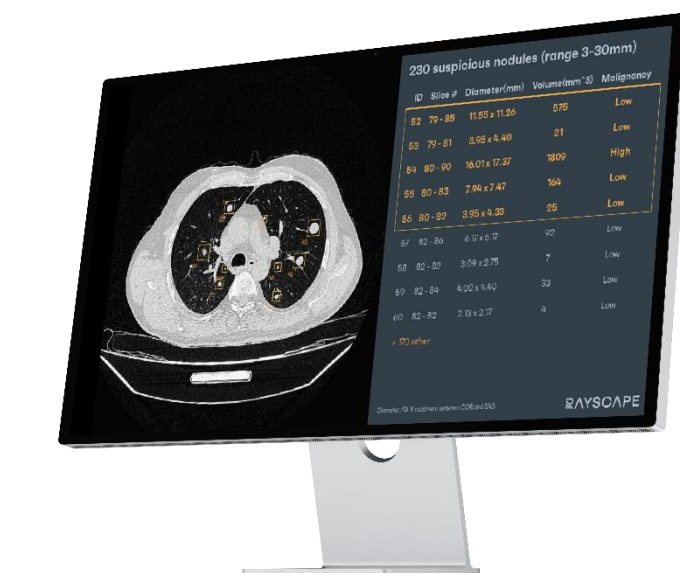 230 suspicious nodules (range 3-30mm)
ID Slice # Diameter(mm) Volume(mm^3) Malignancy
52 79 - 85 11.55 x 11.26 575 Low
53 79 - 81 3.95 x 4.40 21 Low
54 80 - 90 16.01 x 17.37 1809 High
55 80 - 83 7.94 x 7.47 164 Low
56 80 - 82 3.95 x 4.33 25 Low
57 82 - 86 6.17 x 6.17 92 Low
58 82 - 82 3.09 x 2.75 7 Low
59 82 - 84 4.02 x 4.40 33 Low
60 82 - 82 2.13 x 2.17 4 Low
+ 170 other
RAYSCAPE